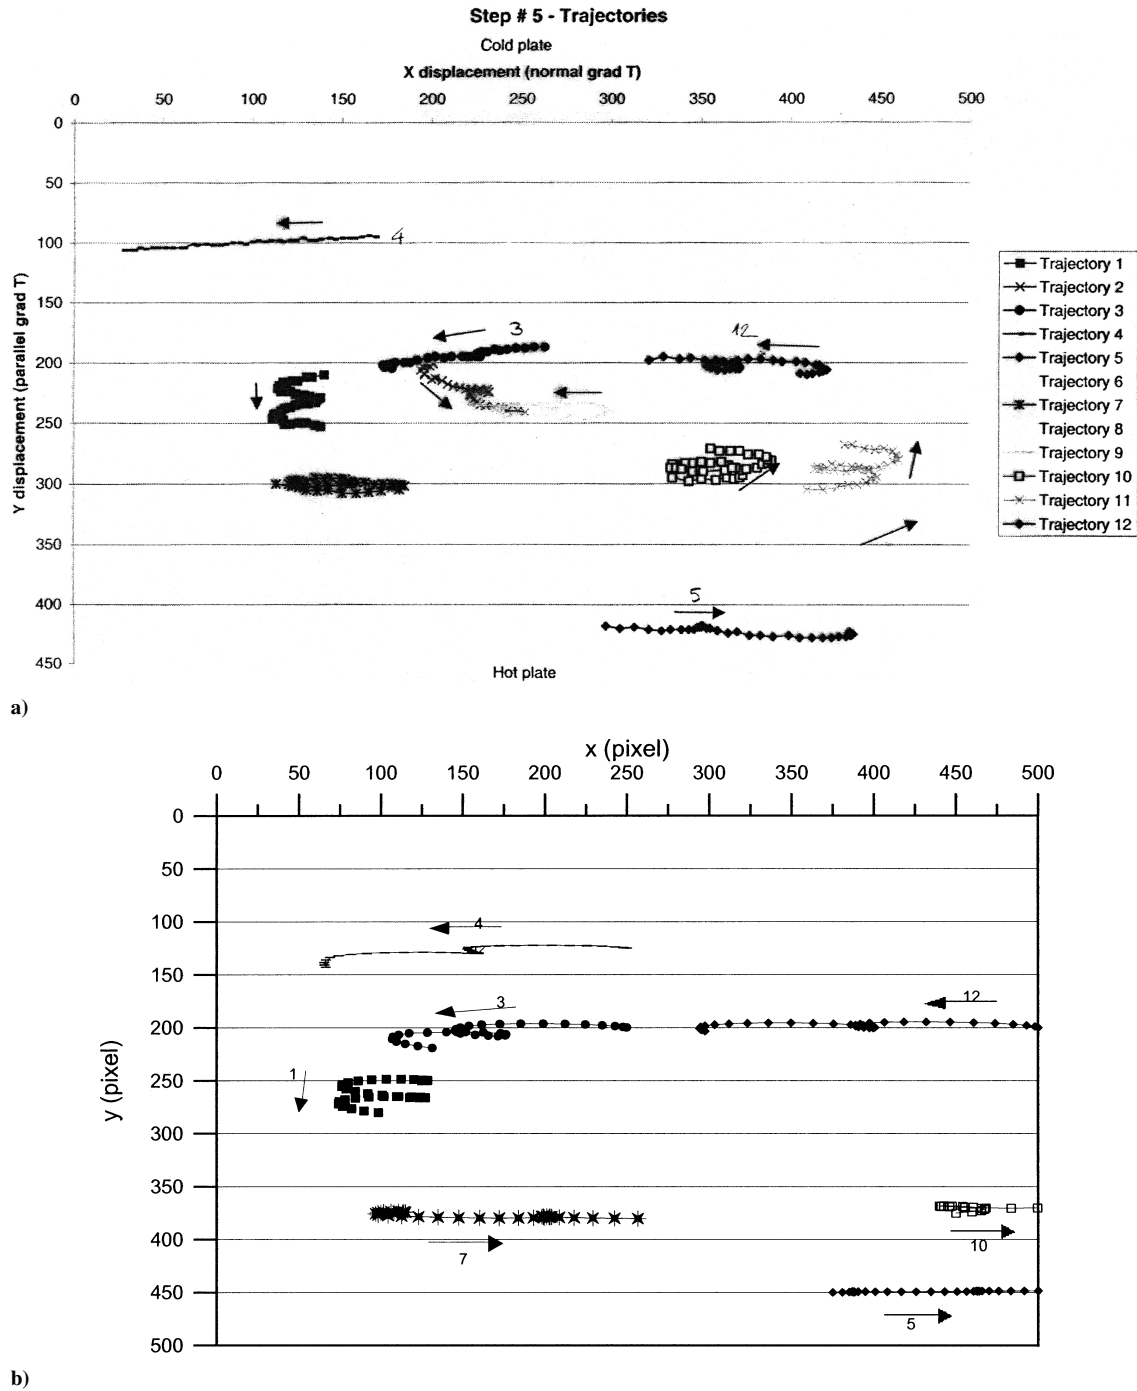 Step # 5 - Trajectories
Cold plate
X displacement (normal grad T)
0 50 100 150 200 250 300 350 400 450 500
0
50
100
150
200
250
300
350
400
450
Y displacement (parallel grad T)
4
3
12
5
Hot plate
Trajectory 1
Trajectory 2
Trajectory 3
Trajectory 4
Trajectory 5
Trajectory 6
Trajectory 7
Trajectory 8
Trajectory 9
Trajectory 10
Trajectory 11
Trajectory 12
a)
x (pixel)
0 50 100 150 200 250 300 350 400 450 500
0
50
100
150
200
250
300
350
400
450
500
y (pixel)
4
3
12
1
7
10
5
b)